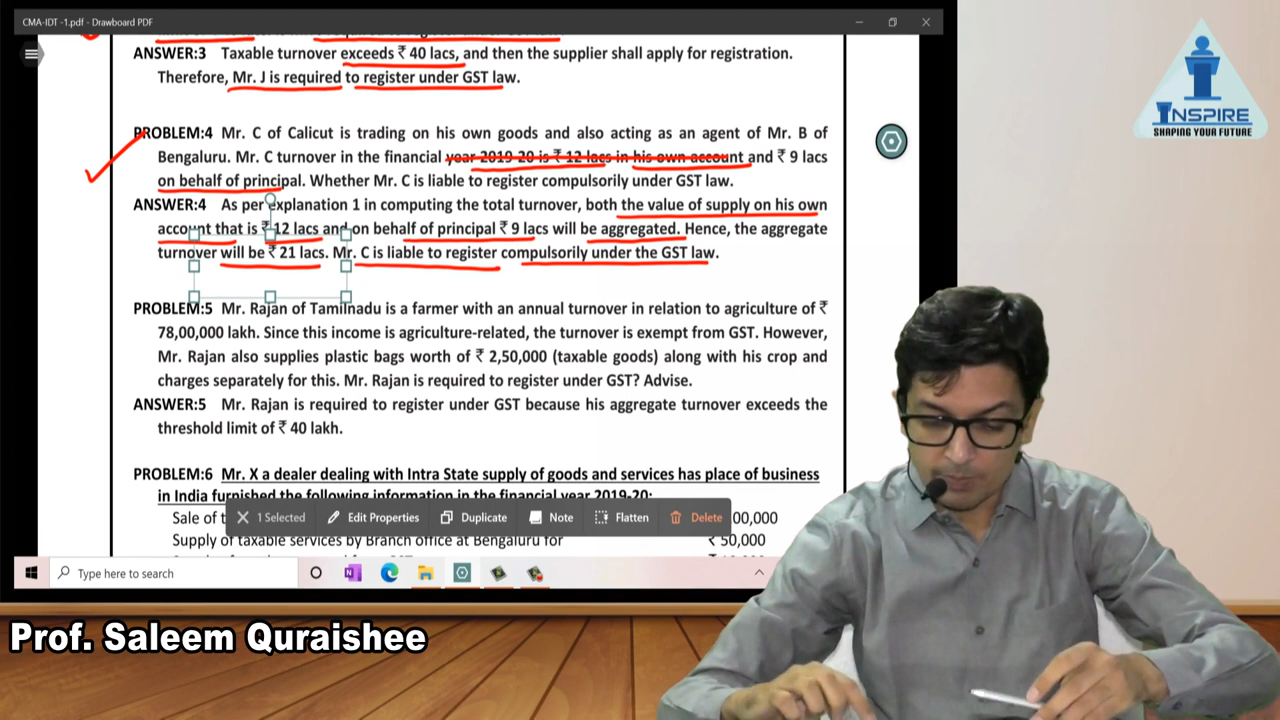 CMA-IDT -1.pdf - Drawboard PDF
ANSWER:3 Taxable turnover exceeds ₹ 40 lacs, and then the supplier shall apply for registration.
Therefore, Mr. J is required to register under GST law.
PROBLEM:4 Mr. C of Calicut is trading on his own goods and also acting as an agent of Mr. B of
Bengaluru. Mr. C turnover in the financial year 2019-20 is ₹ 12 lacs in his own account and ₹ 9 lacs
on behalf of principal. Whether Mr. C is liable to register compulsorily under GST law.
ANSWER:4 As per explanation 1 in computing the total turnover, both the value of supply on his own
account that is ₹ 12 lacs and on behalf of principal ₹ 9 lacs will be aggregated. Hence, the aggregate
turnover will be ₹ 21 lacs. Mr. C is liable to register compulsorily under the GST law.
PROBLEM:5 Mr. Rajan of Tamilnadu is a farmer with an annual turnover in relation to agriculture of ₹
78,00,000 lakh. Since this income is agriculture-related, the turnover is exempt from GST. However,
Mr. Rajan also supplies plastic bags worth of ₹ 2,50,000 (taxable goods) along with his crop and
charges separately for this. Mr. Rajan is required to register under GST? Advise.
ANSWER:5 Mr. Rajan is required to register under GST because his aggregate turnover exceeds the
threshold limit of ₹ 40 lakh.
PROBLEM:6 Mr. X a dealer dealing with Intra State supply of goods and services has place of business
in India furnished the following information in the financial year 2019-20:
Sale of 00,000
1 Selected Edit Properties Duplicate Note Flatten Delete
Supply of taxable services by Branch office at Bengaluru for ₹ 50,000
Type here to search
INSPIRE
SHAPING YOUR FUTURE
Prof. Saleem Quraishee